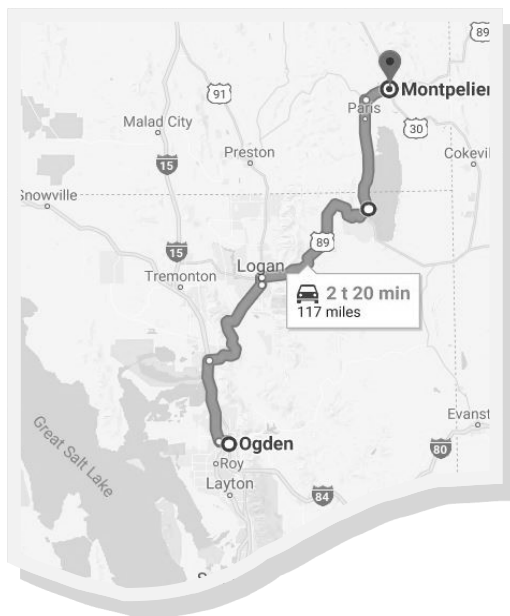 89
91
Montpelier
Paris
Malad City
30
15
Preston
Cokevil
Snowville
89
15
Logan
Tremonton
2 t 20 min
117 miles
Great Salt Lake
Evanst
Ogden
80
Roy
Layton
84
S